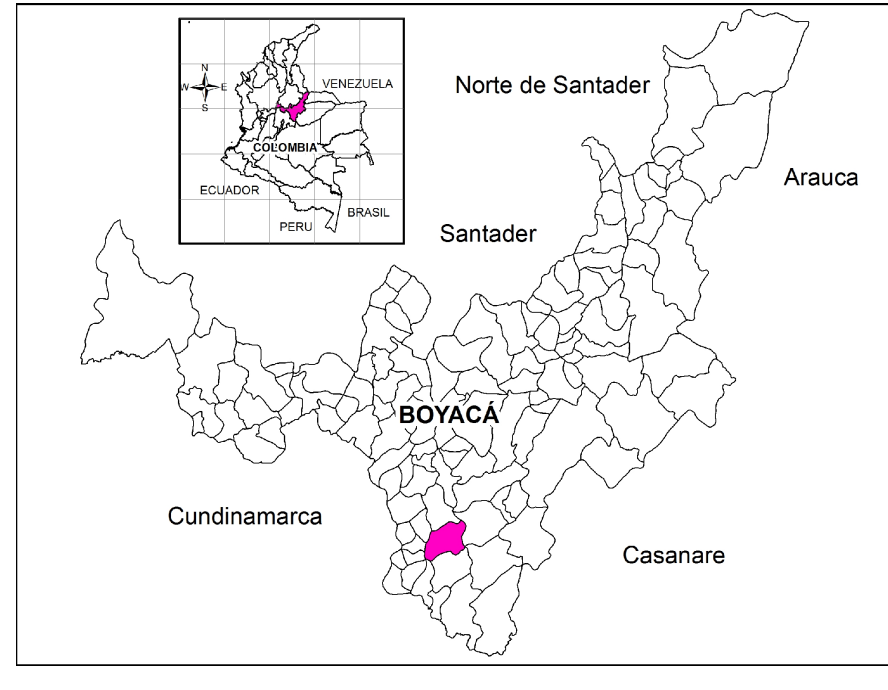 N
W E
S
VENEZUELA
COLOMBIA
ECUADOR
PERU
BRASIL
Norte de Santader
Arauca
Santader
BOYACÁ
Cundinamarca
Casanare